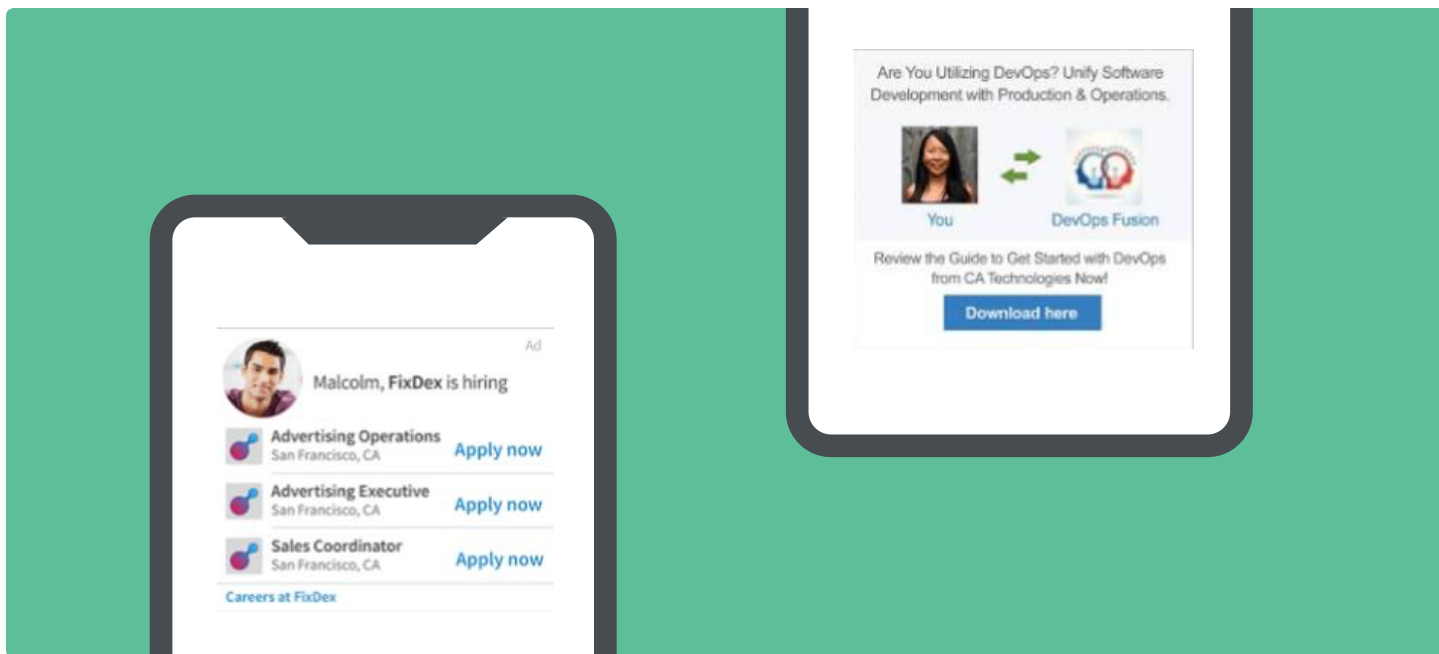 Are You Utilizing DevOps? Unify Software
Development with Production & Operations.
You
DevOps Fusion
Review the Guide to Get Started with DevOps
from CA Technologies Now!
Download here
Ad
Malcolm, FixDex is hiring
Advertising Operations
San Francisco, CA
Apply now
Advertising Executive
San Francisco, CA
Apply now
Sales Coordinator
San Francisco, CA
Apply now
Careers at FixDex